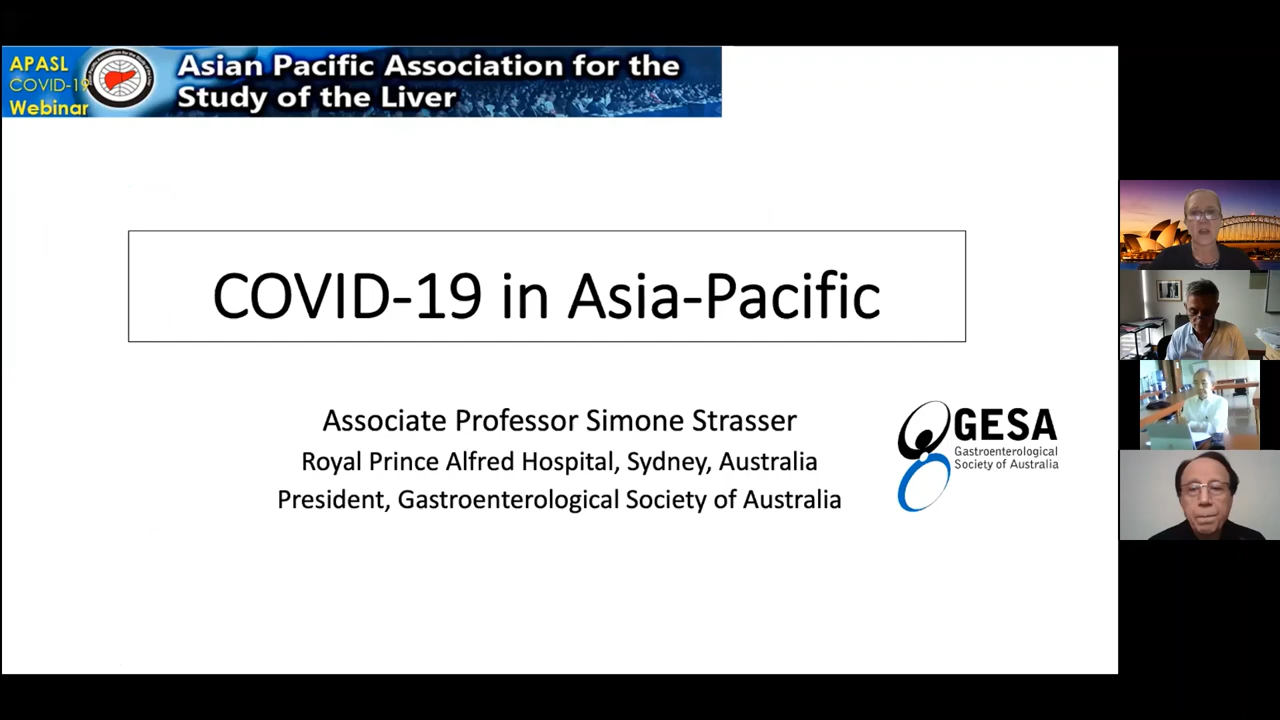 APASL
COVID-19
Webinar
Asian Pacific Association for the
Study of the Liver
COVID-19 in Asia-Pacific
Associate Professor Simone Strasser
Royal Prince Alfred Hospital, Sydney, Australia
President, Gastroenterological Society of Australia
GESA
Gastroenterological
Society of Australia